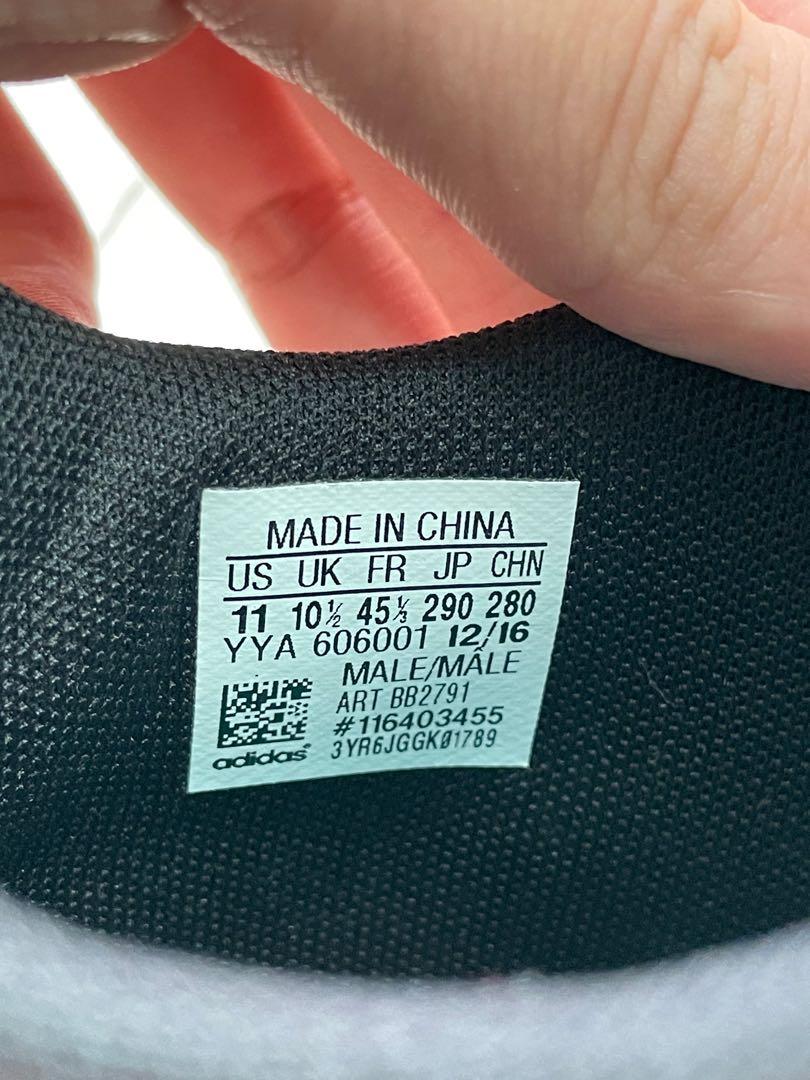 MADE IN CHINA
US UK FR JP CHN
11 10½ 45⅓ 290 280
YYA 606001 12/16
MALE/MÂLE
ART BB2791
#116403455
3YR6JGGK01789
adidas®